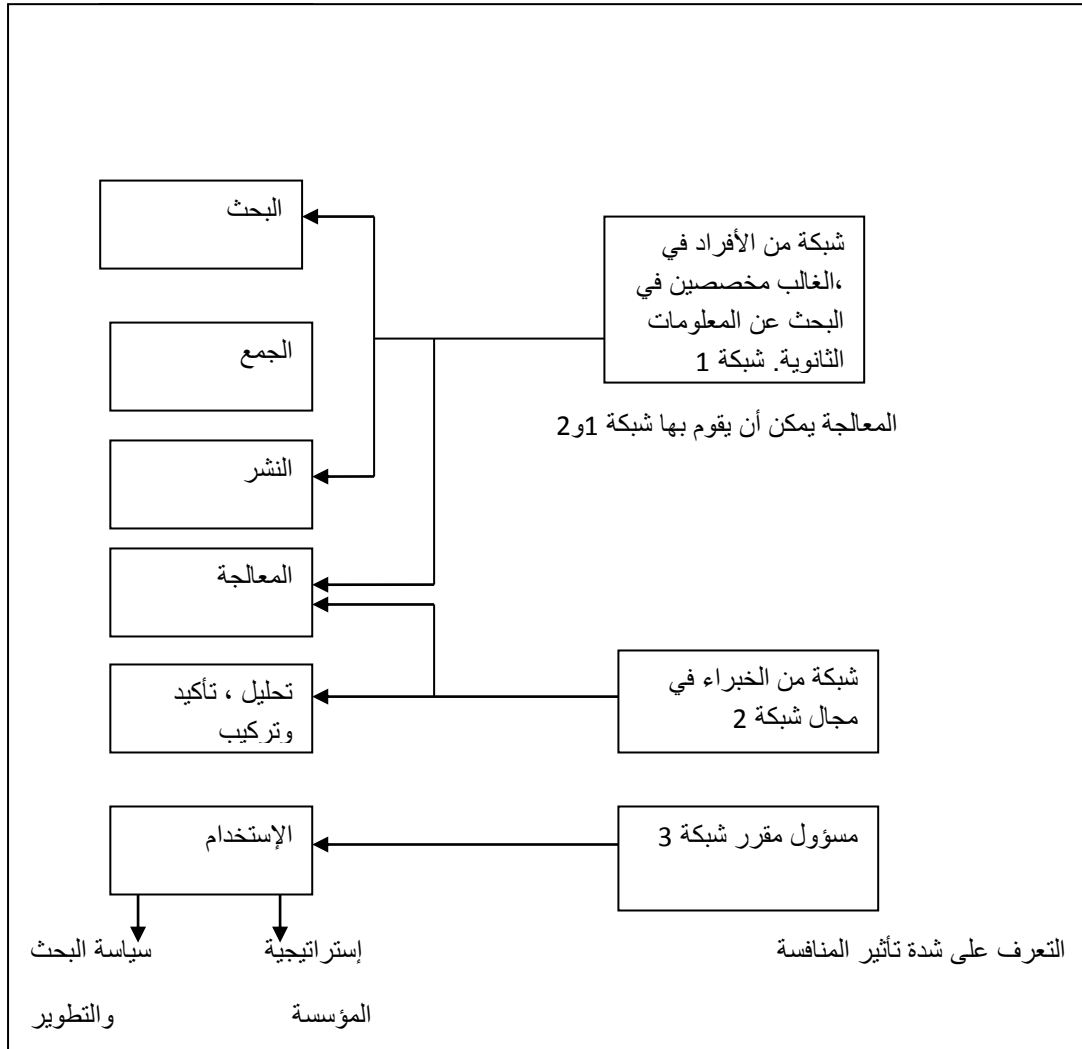 البحث
شبكة من الأفراد في
الغالب مخصصين في،
البحث عن المعلومات
الثانوية. شبكة 1
الجمع
المعالجة يمكن أن يقوم بها شبكة 1و2
النشر
المعالجة
شبكة من الخبراء في
مجال شبكة 2
تحليل ، تأكيد
وتركيب
مسؤول مقرر شبكة 3
الإستخدام
التعرف على شدة تأثير المنافسة
إستراتيجية
المؤسسة
سياسة البحث
والتطوير